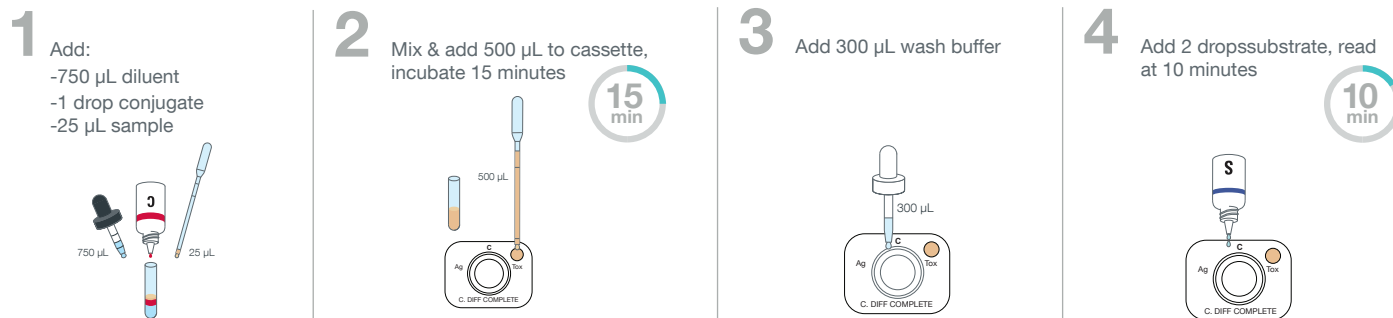 1
Add:
-750 µL diluent
-1 drop conjugate
-25 µL sample
C
750 µL
25 µL
2
Mix & add 500 µL to cassette,
incubate 15 minutes
15
min
500 µL
C
Ag
Tox
C. DIFF COMPLETE
3
Add 300 µL wash buffer
300 µL
C
Ag
Tox
C. DIFF COMPLETE
4
Add 2 dropssubstrate, read
at 10 minutes
10
min
S
C
Ag
Tox
C. DIFF COMPLETE